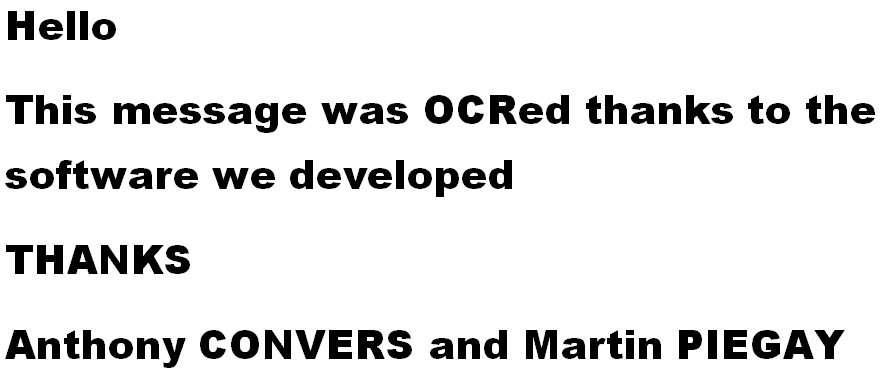 Hello
This message was OCRed thanks to the
software we developed
THANKS
Anthony CONVERS and Martin PIEGAY